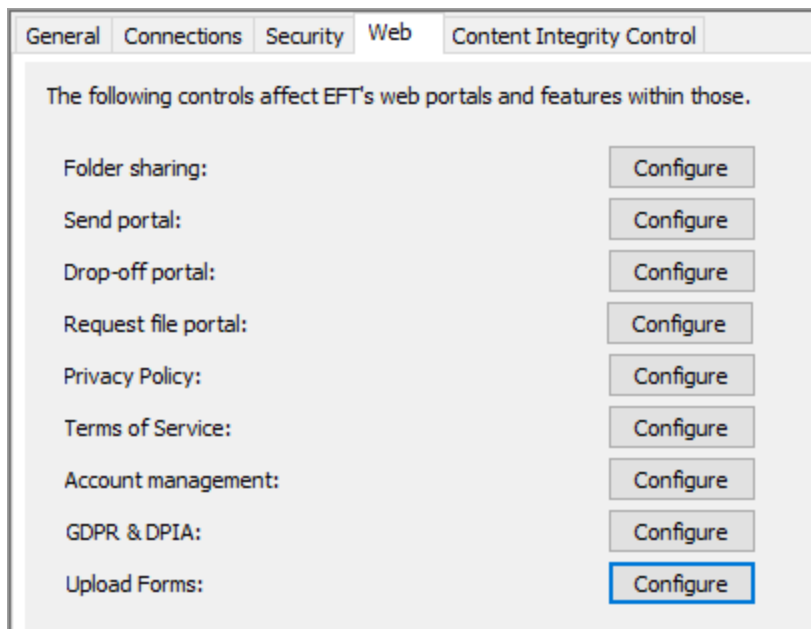 General Connections Security Web Content Integrity Control
The following controls affect EFT's web portals and features within those.
Folder sharing: Configure
Send portal: Configure
Drop-off portal: Configure
Request file portal: Configure
Privacy Policy: Configure
Terms of Service: Configure
Account management: Configure
GDPR & DPIA: Configure
Upload Forms: Configure